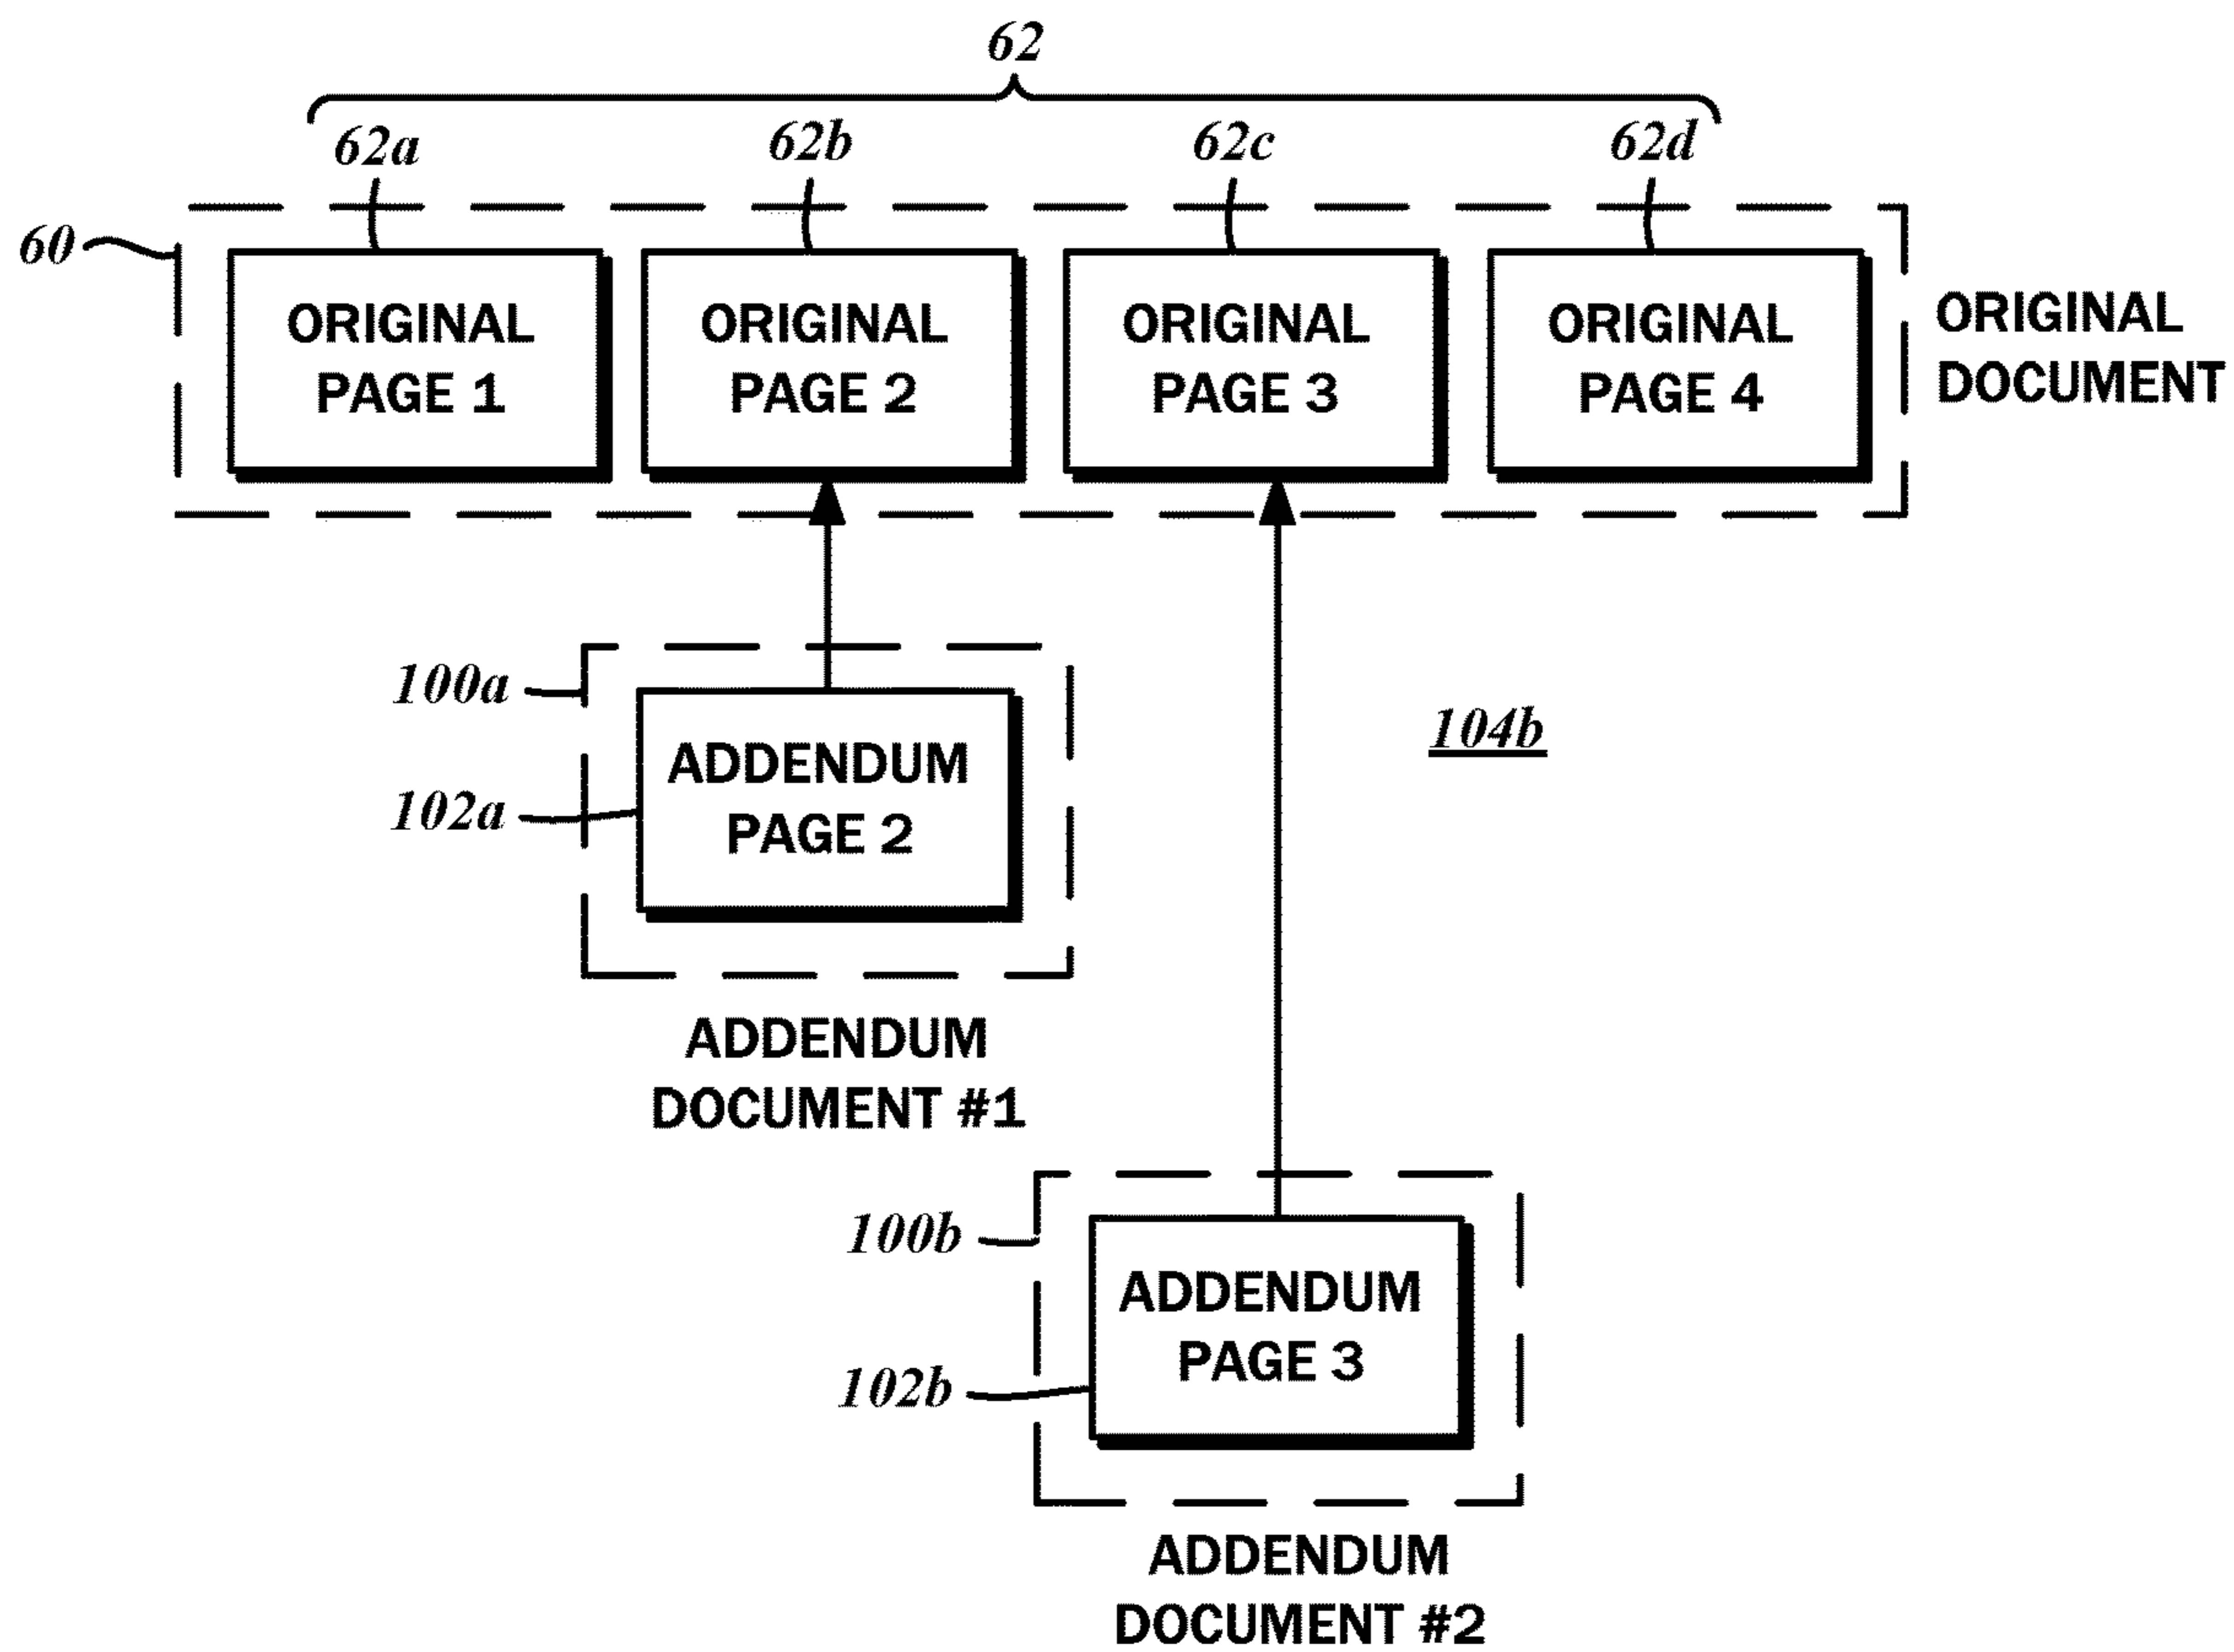 62
62a 62b 62c 62d
60
ORIGINAL
PAGE 1
ORIGINAL
PAGE 2
ORIGINAL
PAGE 3
ORIGINAL
PAGE 4
ORIGINAL
DOCUMENT
100a
102a
ADDENDUM
PAGE 2
104b
ADDENDUM
DOCUMENT #1
100b
102b
ADDENDUM
PAGE 3
ADDENDUM
DOCUMENT #2